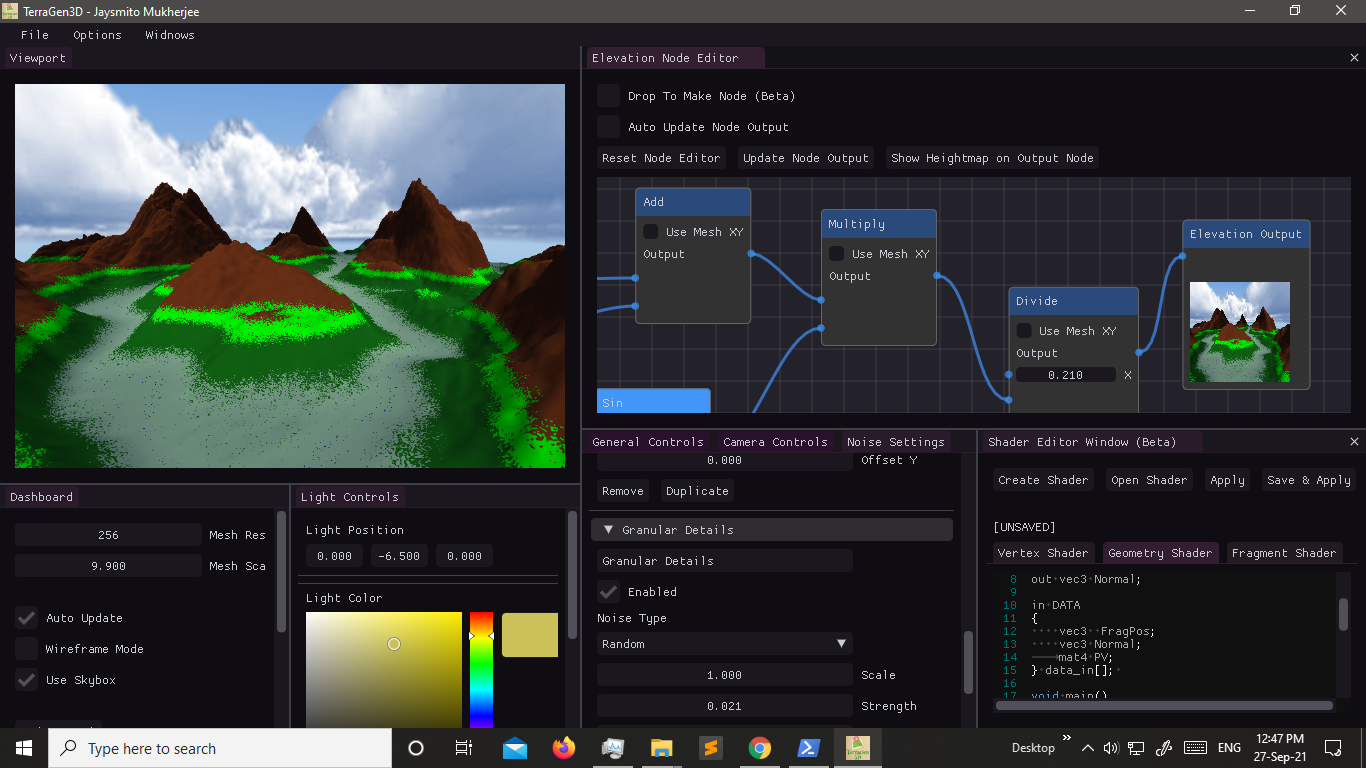 TerraGen3D - Jaysmito Mukherjee
File Options Widnows
Viewport
Elevation Node Editor
Drop To Make Node (Beta)
Auto Update Node Output
Reset Node Editor Update Node Output Show Heightmap on Output Node
Add
Use Mesh XY
Output
Multiply
Use Mesh XY
Output
Divide
Use Mesh XY
Output
0.210 X
Elevation Output
Sin
Dashboard
256 Mesh Res
9.900 Mesh Sca
Auto Update
Wireframe Mode
Use Skybox
Light Controls
Light Position
0.000 -6.500 0.000
Light Color
General Controls Camera Controls Noise Settings
0.000 Offset Y
Remove Duplicate
Granular Details
Granular Details
Enabled
Noise Type
Random
1.000 Scale
0.021 Strength
Shader Editor Window (Beta)
Create Shader Open Shader Apply Save & Apply
[UNSAVED]
Vertex Shader Geometry Shader Fragment Shader
8 out vec3 Normal;
9
10 in DATA
11 {
12 vec3 FragPos;
13 vec3 Normal;
14 mat4 PV;
15 } data_in[];
16
17 void main()
Type here to search
Desktop
ENG
12:47 PM
27-Sep-21